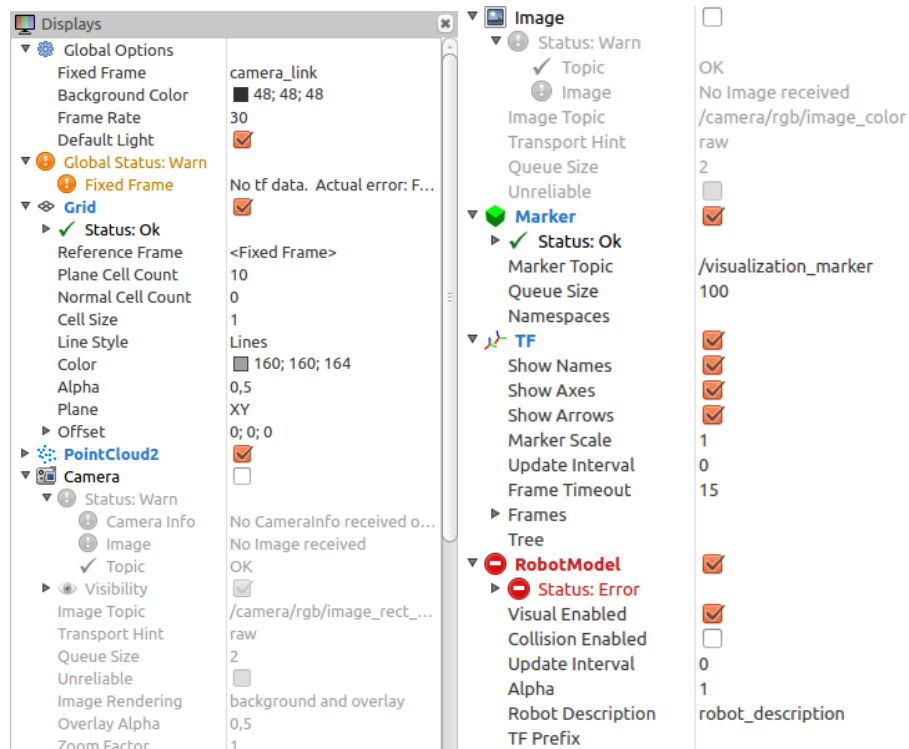 Displays
Global Options
Fixed Frame camera_link
Background Color 48; 48; 48
Frame Rate 30
Default Light
Global Status: Warn
Fixed Frame No tf data. Actual error: F...
Grid
Status: Ok
Reference Frame <Fixed Frame>
Plane Cell Count 10
Normal Cell Count 0
Cell Size 1
Line Style Lines
Color 160; 160; 164
Alpha 0,5
Plane XY
Offset 0; 0; 0
PointCloud2
Camera
Status: Warn
Camera Info No CameraInfo received o...
Image No Image received
Topic OK
Visibility
Image Topic /camera/rgb/image_rect_...
Transport Hint raw
Queue Size 2
Unreliable
Image Rendering background and overlay
Overlay Alpha 0,5
Zoom Factor 1
Image
Status: Warn
Topic OK
Image No Image received
Image Topic /camera/rgb/image_color
Transport Hint raw
Queue Size 2
Unreliable
Marker
Status: Ok
Marker Topic /visualization_marker
Queue Size 100
Namespaces
TF
Show Names
Show Axes
Show Arrows
Marker Scale 1
Update Interval 0
Frame Timeout 15
Frames
Tree
RobotModel
Status: Error
Visual Enabled
Collision Enabled
Update Interval 0
Alpha 1
Robot Description robot_description
TF Prefix